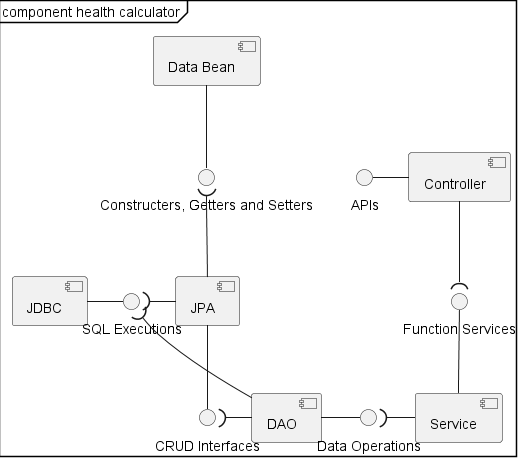 component health calculator
Data Bean
Controller
Constructers, Getters and Setters
APIs
JDBC
JPA
SQL Executions
Function Services
DAO
Service
CRUD Interfaces
Data Operations